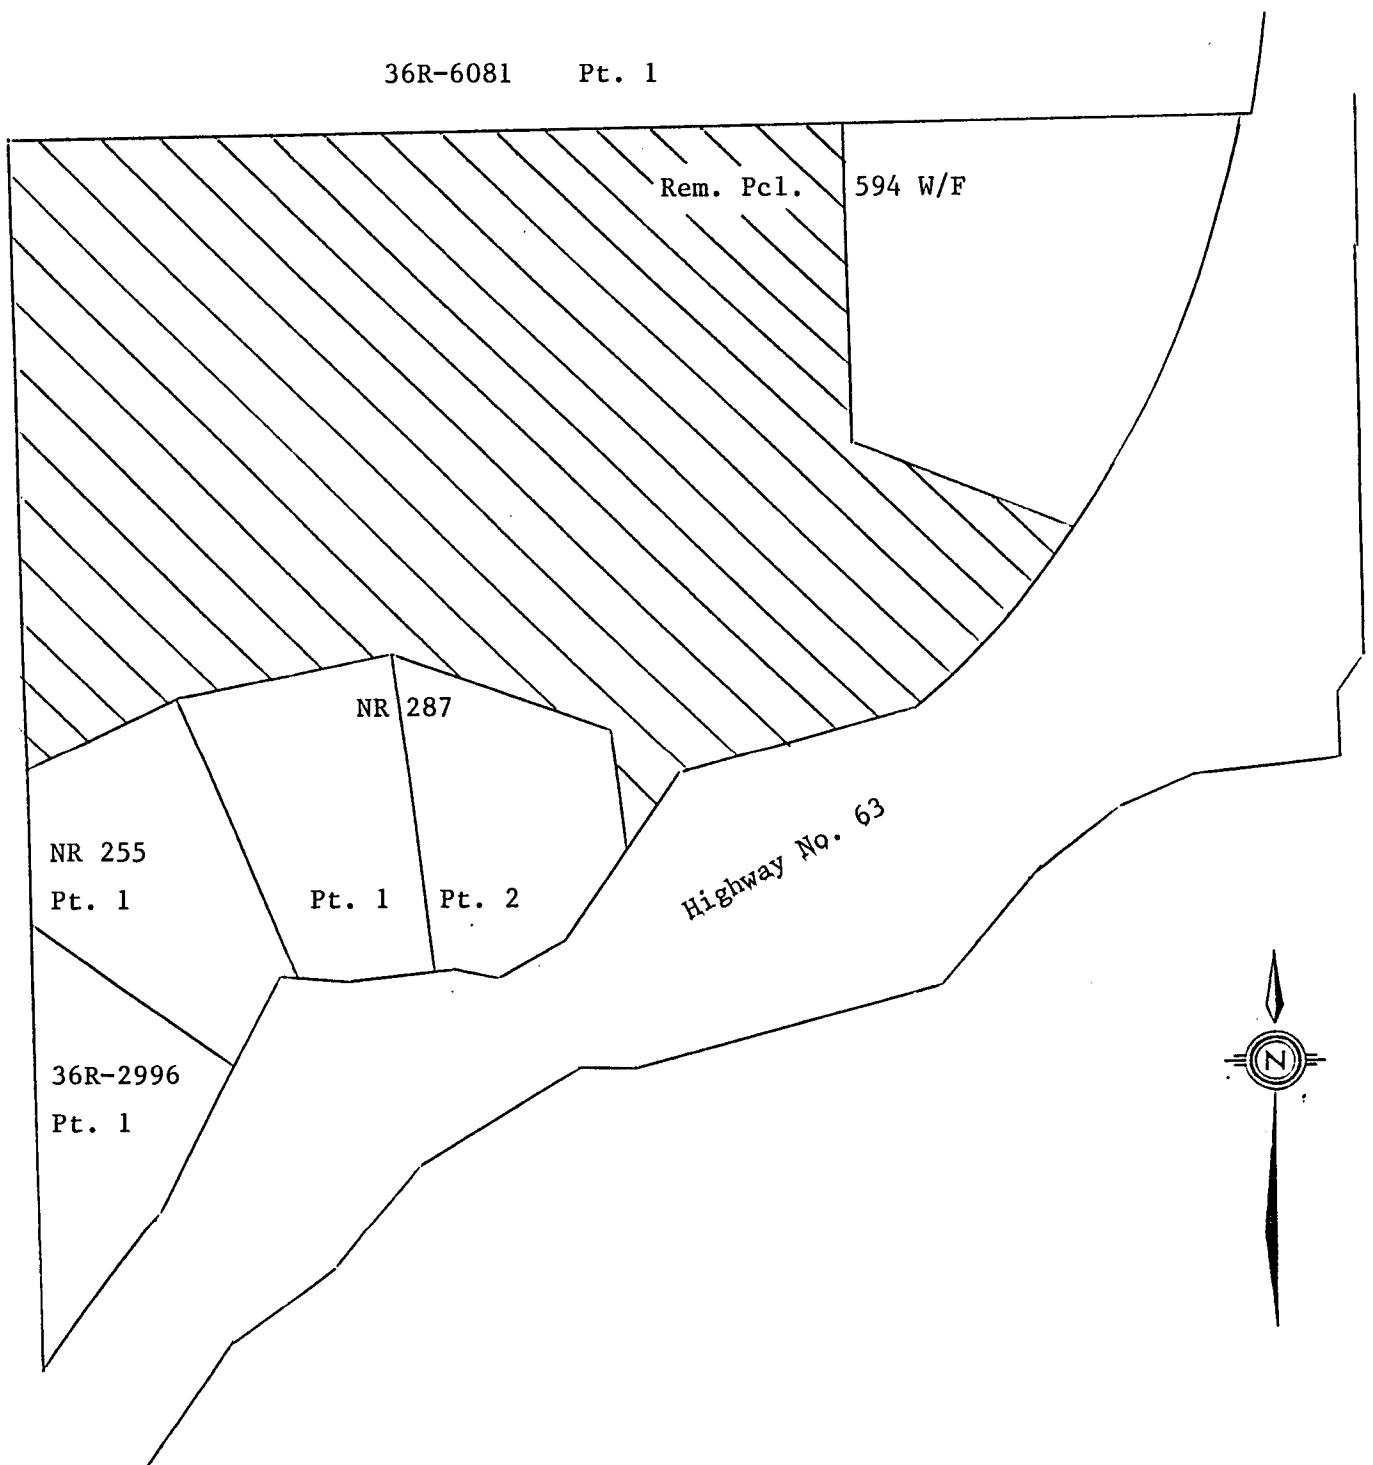 36R-6081 Pt. 1
Rem. Pcl. 594 W/F
NR 287
NR 255
Pt. 1
Pt. 1 Pt. 2
Highway No. 63
36R-2996
Pt. 1
N